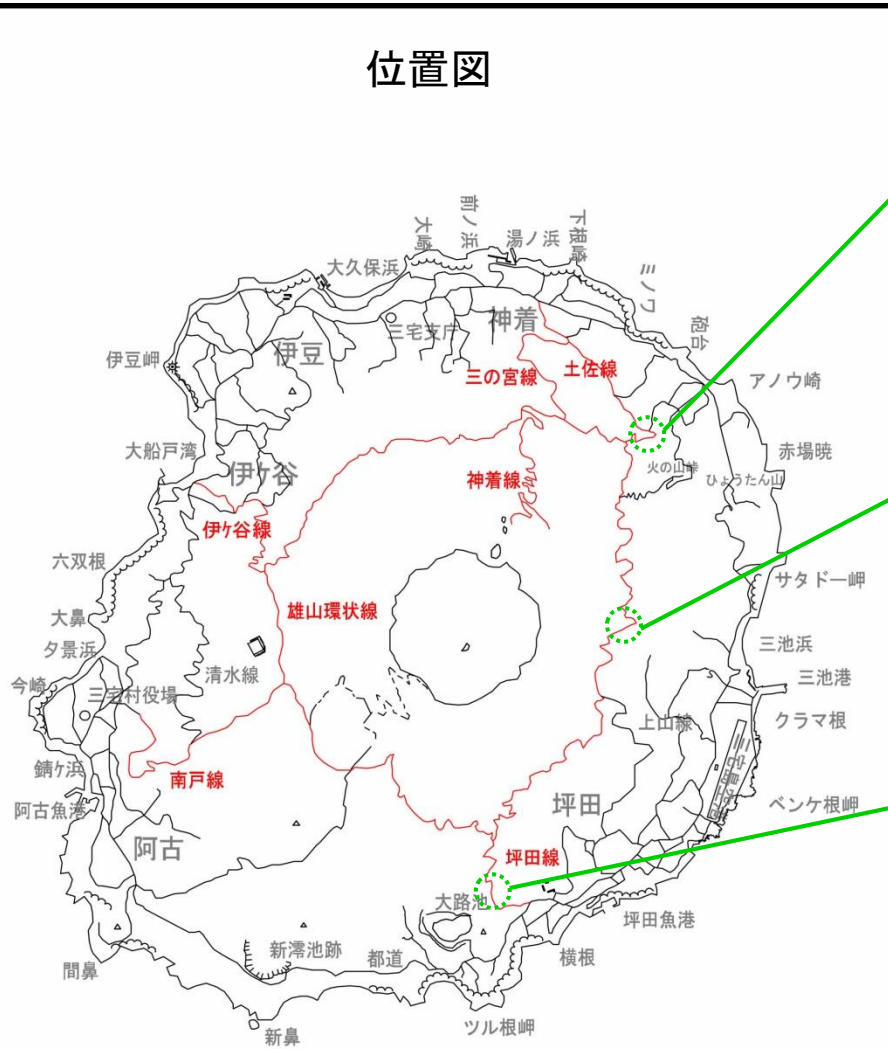 位置図
前ノ浜
大崎
下根崎
湯ノ浜
大久保浜
ミノワ
三宅支庁
神着
砲台
伊豆
伊豆岬
三の宮線
土佐線
アノウ崎
大船戸湾
赤場暁
伊ヶ谷
神着線
火の山峠
ひょうたん山
伊ケ谷線
六双根
サタドー岬
大鼻
雄山環状線
夕景浜
三池浜
清水線
今崎
三宅村役場
三池港
上山線
クラマ根
錆ケ浜
南戸線
三宅島空港
阿古魚港
坪田
ベンケ根岬
阿古
坪田線
大路池
坪田魚港
新澪池跡
都道
横根
間鼻
ツル根岬
新鼻